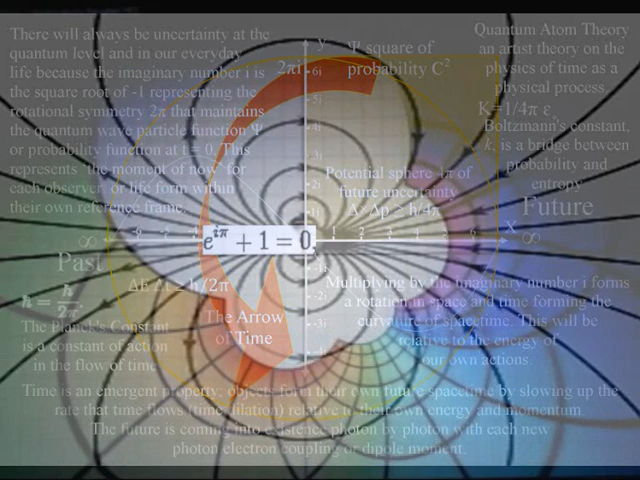 There will always be uncertainty at the
quantum level and in our everyday
life because the imaginary number i is
the square root of -1 representing the
rotational symmetry 2π that maintains
the quantum wave particle function Ψ
or probability function at t= 0. This
represents the moment of now for
each observer or life form within
their own reference frame.
y
Ψ square of
probability C²
2πi
6i
5i
4i
3i
2i
1i
Quantum Atom Theory
an artist theory on the
physics of time as a
physical process.
K=1/4π ε₀
Boltzmann's constant,
k, is a bridge between
probability and
entropy
Potential sphere 4π of
future uncertainty
Δx Δp ≥ h/4π
Future
x
∞
∞
Past
e^{iπ} + 1 = 0
ΔE Δt ≥ h/2π
ħ = h/2π
The Planck's Constant
is a constant of action
in the flow of time
The Arrow
of Time
Multiplying by the imaginary number i forms
a rotation in space and time forming the
curvature of spacetime. This will be
relative to the energy of
our own actions.
Time is an emergent property; objects form their own future spacetime by slowing up the
rate that time flows (time dilation) relative to their own energy and momentum.
The future is coming into existence photon by photon with each new
photon electron coupling or dipole moment.